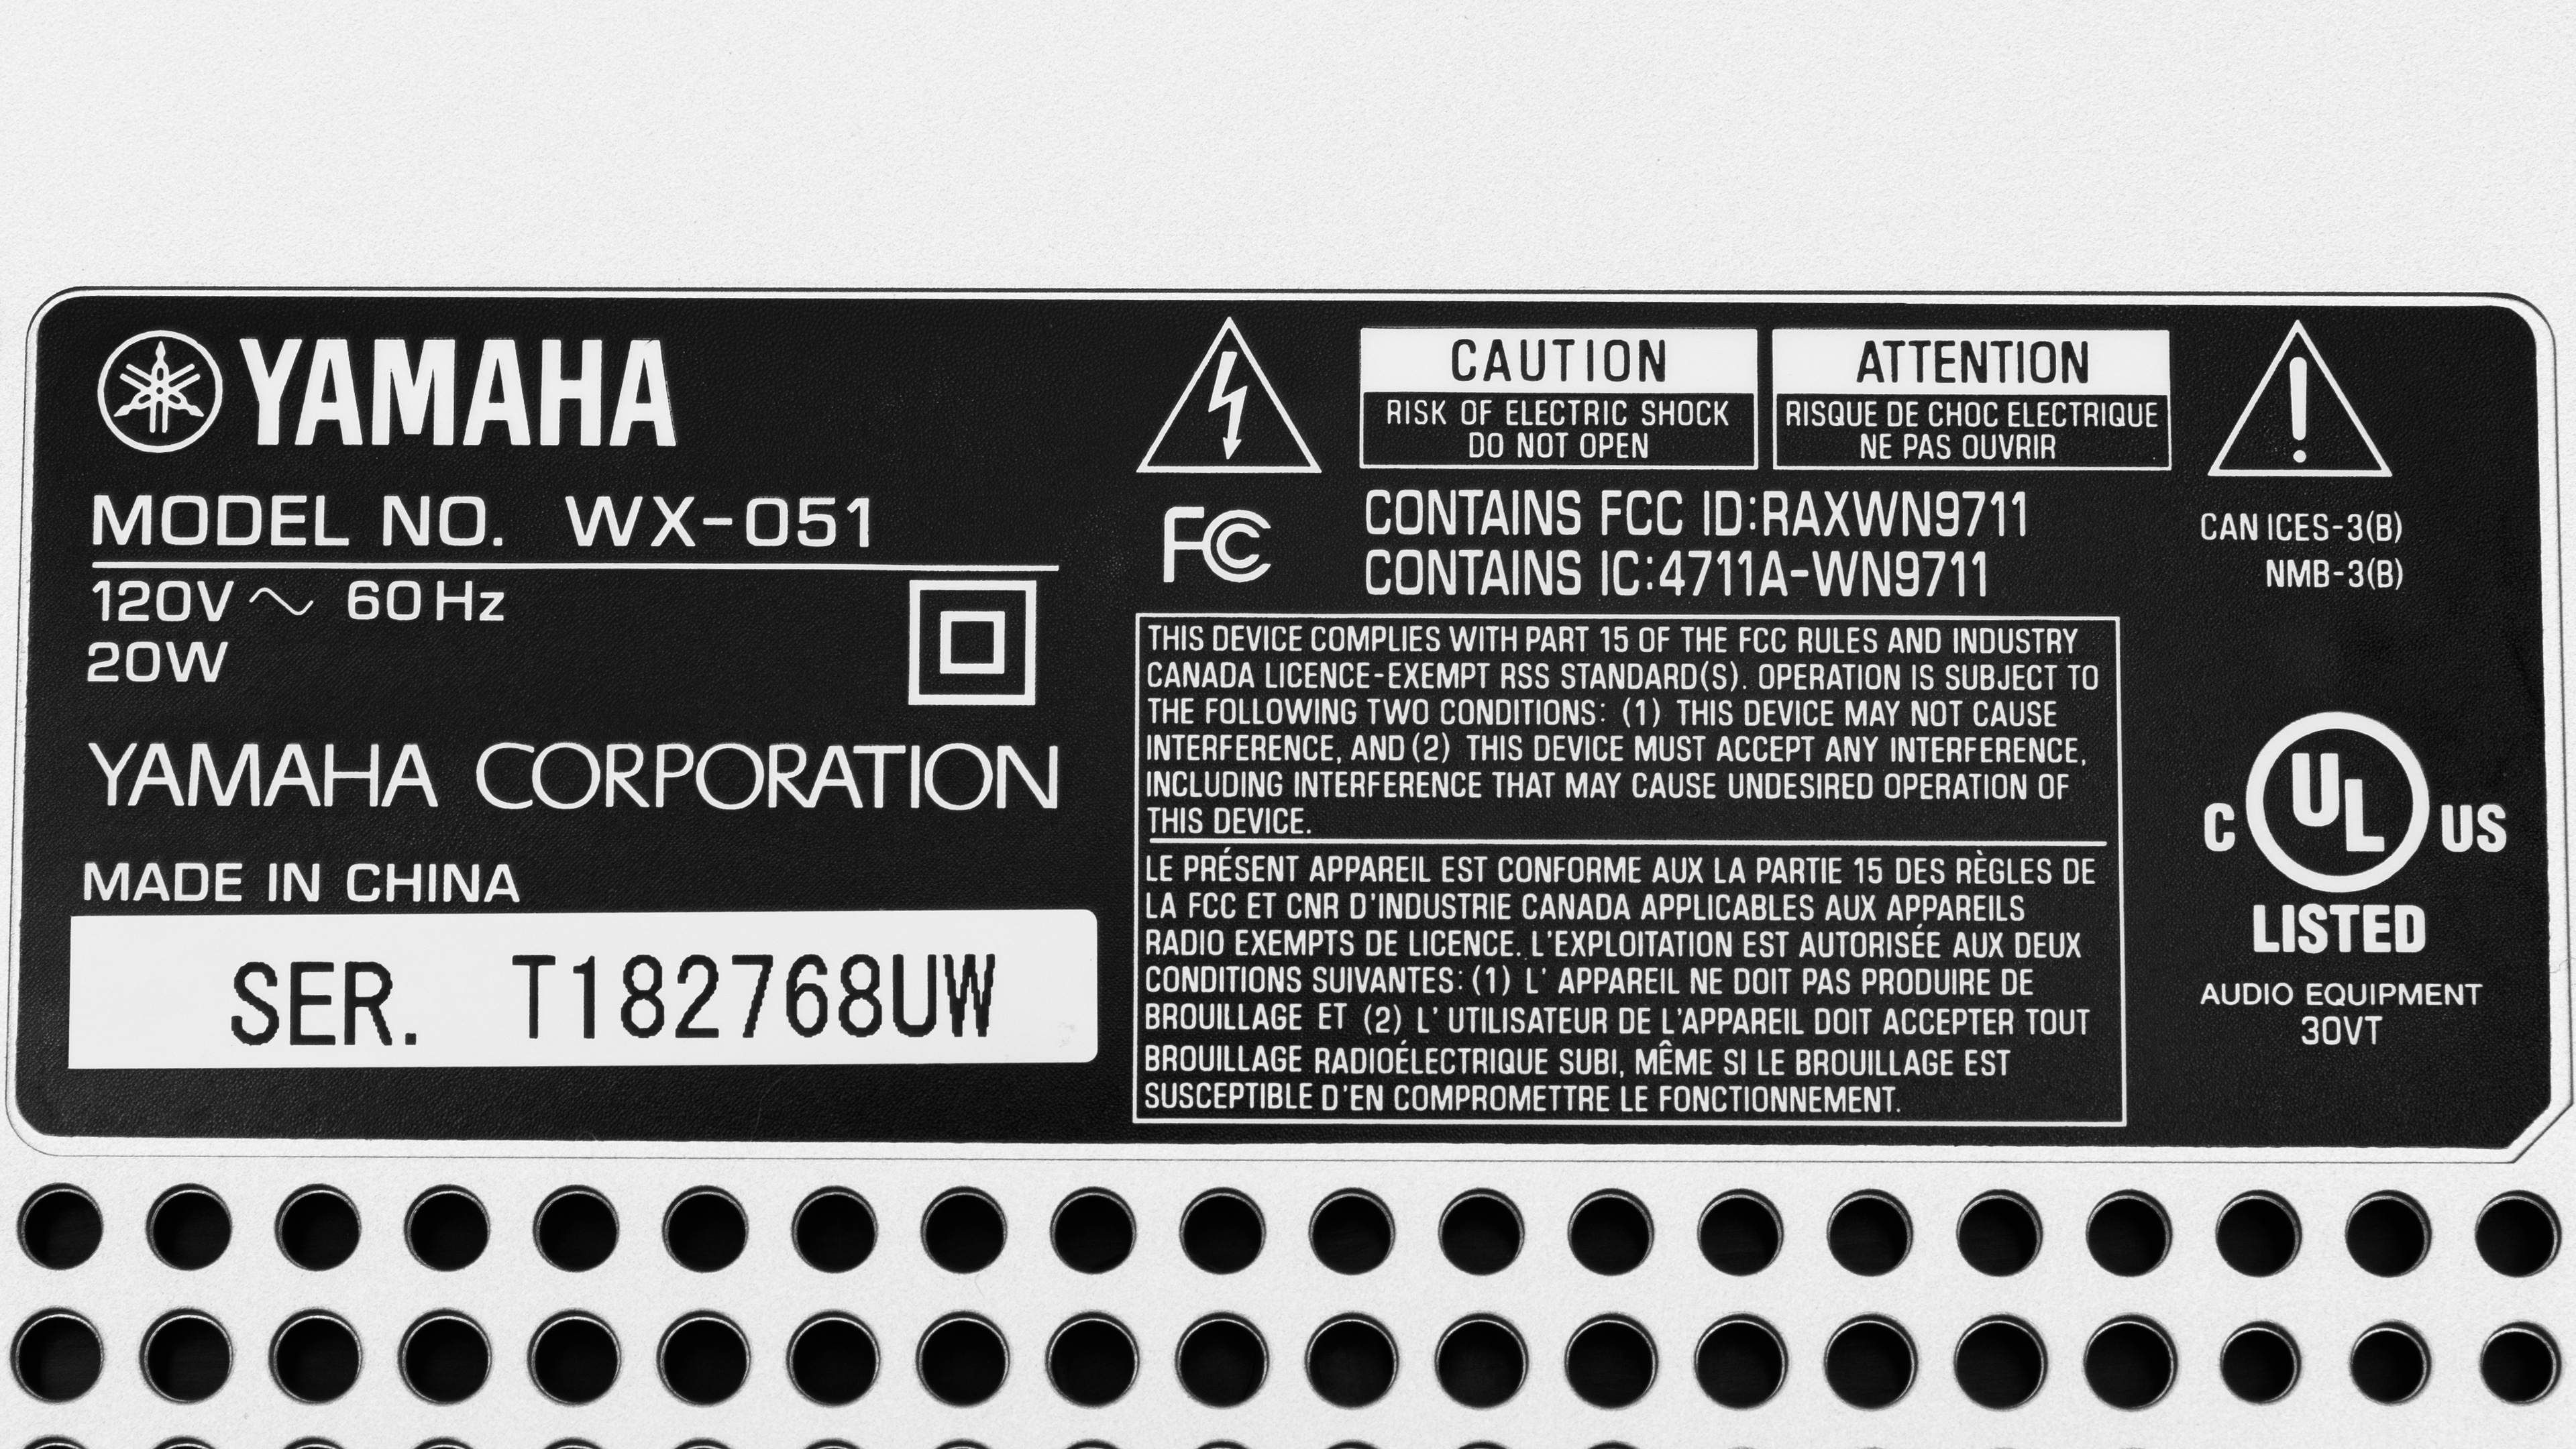 YAMAHA
MODEL NO. WX-051
120V ~ 60Hz
20W
YAMAHA CORPORATION
MADE IN CHINA
SER. T182768UW
CAUTION
RISK OF ELECTRIC SHOCK
DO NOT OPEN
ATTENTION
RISQUE DE CHOC ELECTRIQUE
NE PAS OUVRIR
FC
CONTAINS FCC ID:RAXWN9711
CONTAINS IC:4711A-WN9711
CAN ICES-3(B)
NMB-3(B)
THIS DEVICE COMPLIES WITH PART 15 OF THE FCC RULES AND INDUSTRY
CANADA LICENCE-EXEMPT RSS STANDARD(S). OPERATION IS SUBJECT TO
THE FOLLOWING TWO CONDITIONS: (1) THIS DEVICE MAY NOT CAUSE
INTERFERENCE, AND (2) THIS DEVICE MUST ACCEPT ANY INTERFERENCE,
INCLUDING INTERFERENCE THAT MAY CAUSE UNDESIRED OPERATION OF
THIS DEVICE.
LE PRÉSENT APPAREIL EST CONFORME AUX LA PARTIE 15 DES RÈGLES DE
LA FCC ET CNR D'INDUSTRIE CANADA APPLICABLES AUX APPAREILS
RADIO EXEMPTS DE LICENCE. L'EXPLOITATION EST AUTORISÉE AUX DEUX
CONDITIONS SUIVANTES: (1) L' APPAREIL NE DOIT PAS PRODUIRE DE
BROUILLAGE ET (2) L' UTILISATEUR DE L'APPAREIL DOIT ACCEPTER TOUT
BROUILLAGE RADIOÉLECTRIQUE SUBI, MÊME SI LE BROUILLAGE EST
SUSCEPTIBLE D'EN COMPROMETTRE LE FONCTIONNEMENT.
C UL US
LISTED
AUDIO EQUIPMENT
30VT